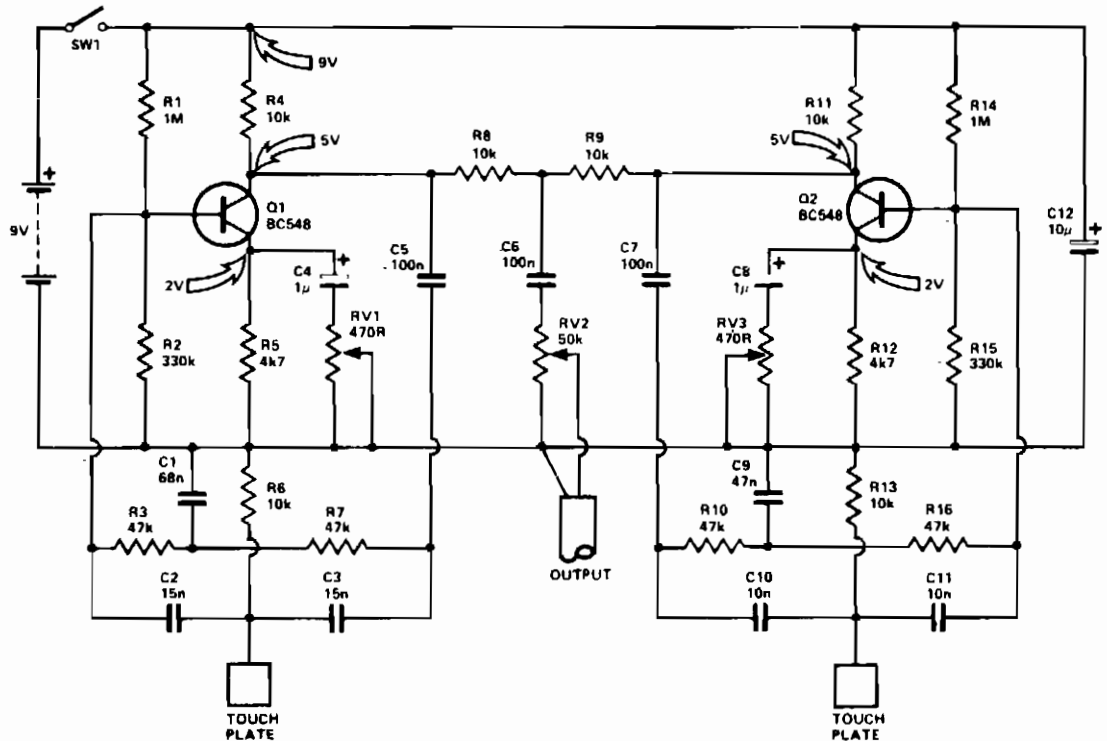 SW1
9V
R1
1M
R4
10k
5V
R8
10k
R9
10k
5V
R11
10k
R14
1M
Q1
BC548
Q2
BC548
C12
10μ
+
+
9V
2V
C4
1μ
+
C5
100n
C6
100n
C7
100n
C8
1μ
+
2V
R2
330k
R5
4k7
RV1
470R
RV2
50k
RV3
470R
R12
4k7
R15
330k
C1
68n
R6
10k
C9
47n
R13
10k
R3
47k
R7
47k
R10
47k
R16
47k
OUTPUT
C2
15n
C3
15n
C10
10n
C11
10n
TOUCH
PLATE
TOUCH
PLATE